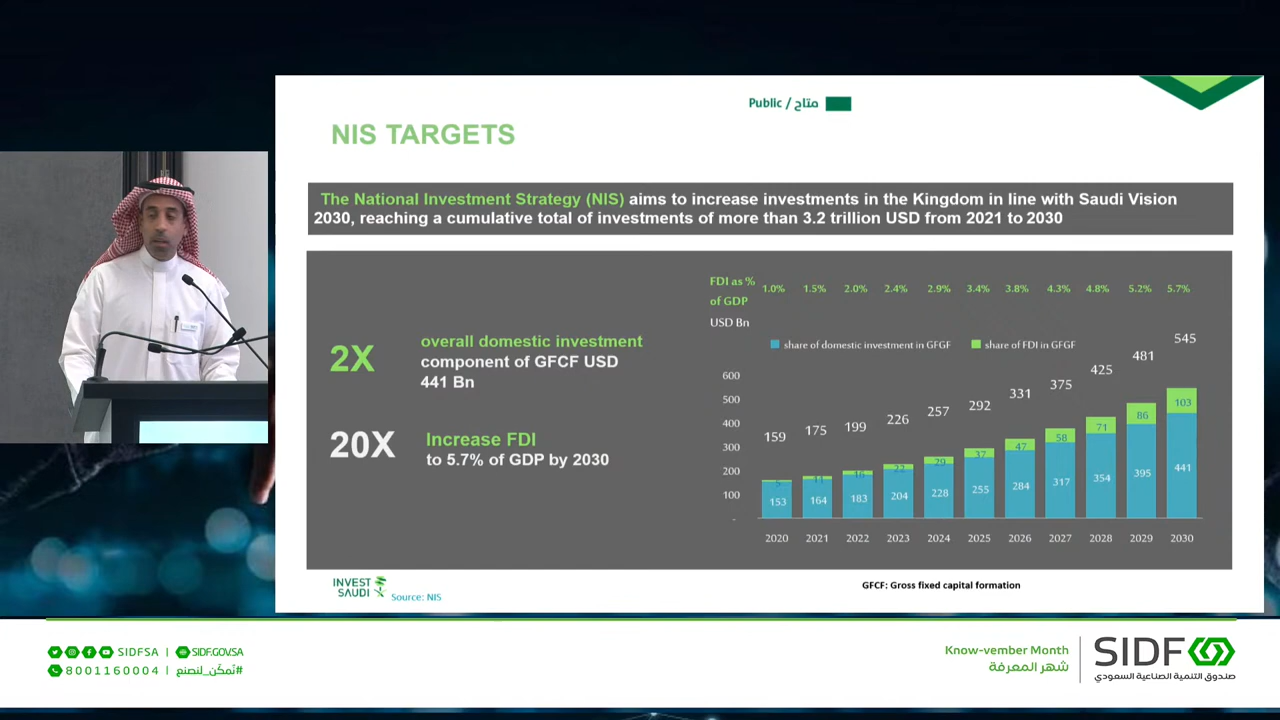 Public / متاح
NIS TARGETS
The National Investment Strategy (NIS) aims to increase investments in the Kingdom in line with Saudi Vision
2030, reaching a cumulative total of investments of more than 3.2 trillion USD from 2021 to 2030
2X
overall domestic investment
component of GFCF USD
441 Bn
20X
Increase FDI
to 5.7% of GDP by 2030
FDI as %
of GDP
1.0% 1.5% 2.0% 2.4% 2.9% 3.4% 3.8% 4.3% 4.8% 5.2% 5.7%
USD Bn
share of domestic investment in GFGF
share of FDI in GFGF
600
500
400
300
200
100
-
159 175 199 226 257 292 331 375 425 481 545
5 11 16 22 29 37 47 58 71 86 103
153 164 183 204 228 255 284 317 354 395 441
2020 2021 2022 2023 2024 2025 2026 2027 2028 2029 2030
INVEST
SAUDI
Source: NIS
GFCF: Gross fixed capital formation
SIDFSA | SIDF.GOV.SA
8001160004 | #نُمكّن_لنصنع
Know-vember Month
شهر المعرفة
SIDF
صندوق التنمية الصناعية السعودي